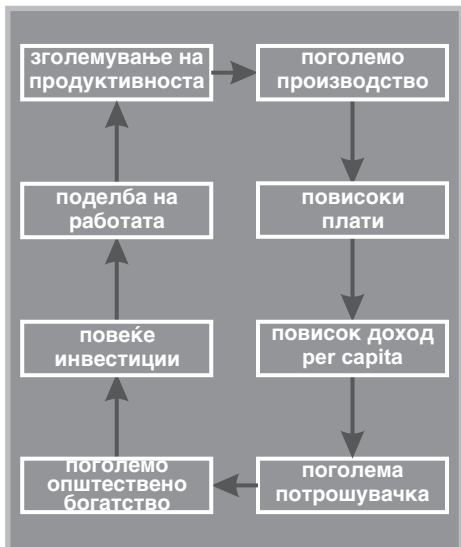 зголемување на
продуктивноста
поголемо
производство
повисоки
плати
повисок доход
per capita
поголема
потрошувачка
поголемо
општествено
богатство
повеќе
инвестиции
поделба на
работата